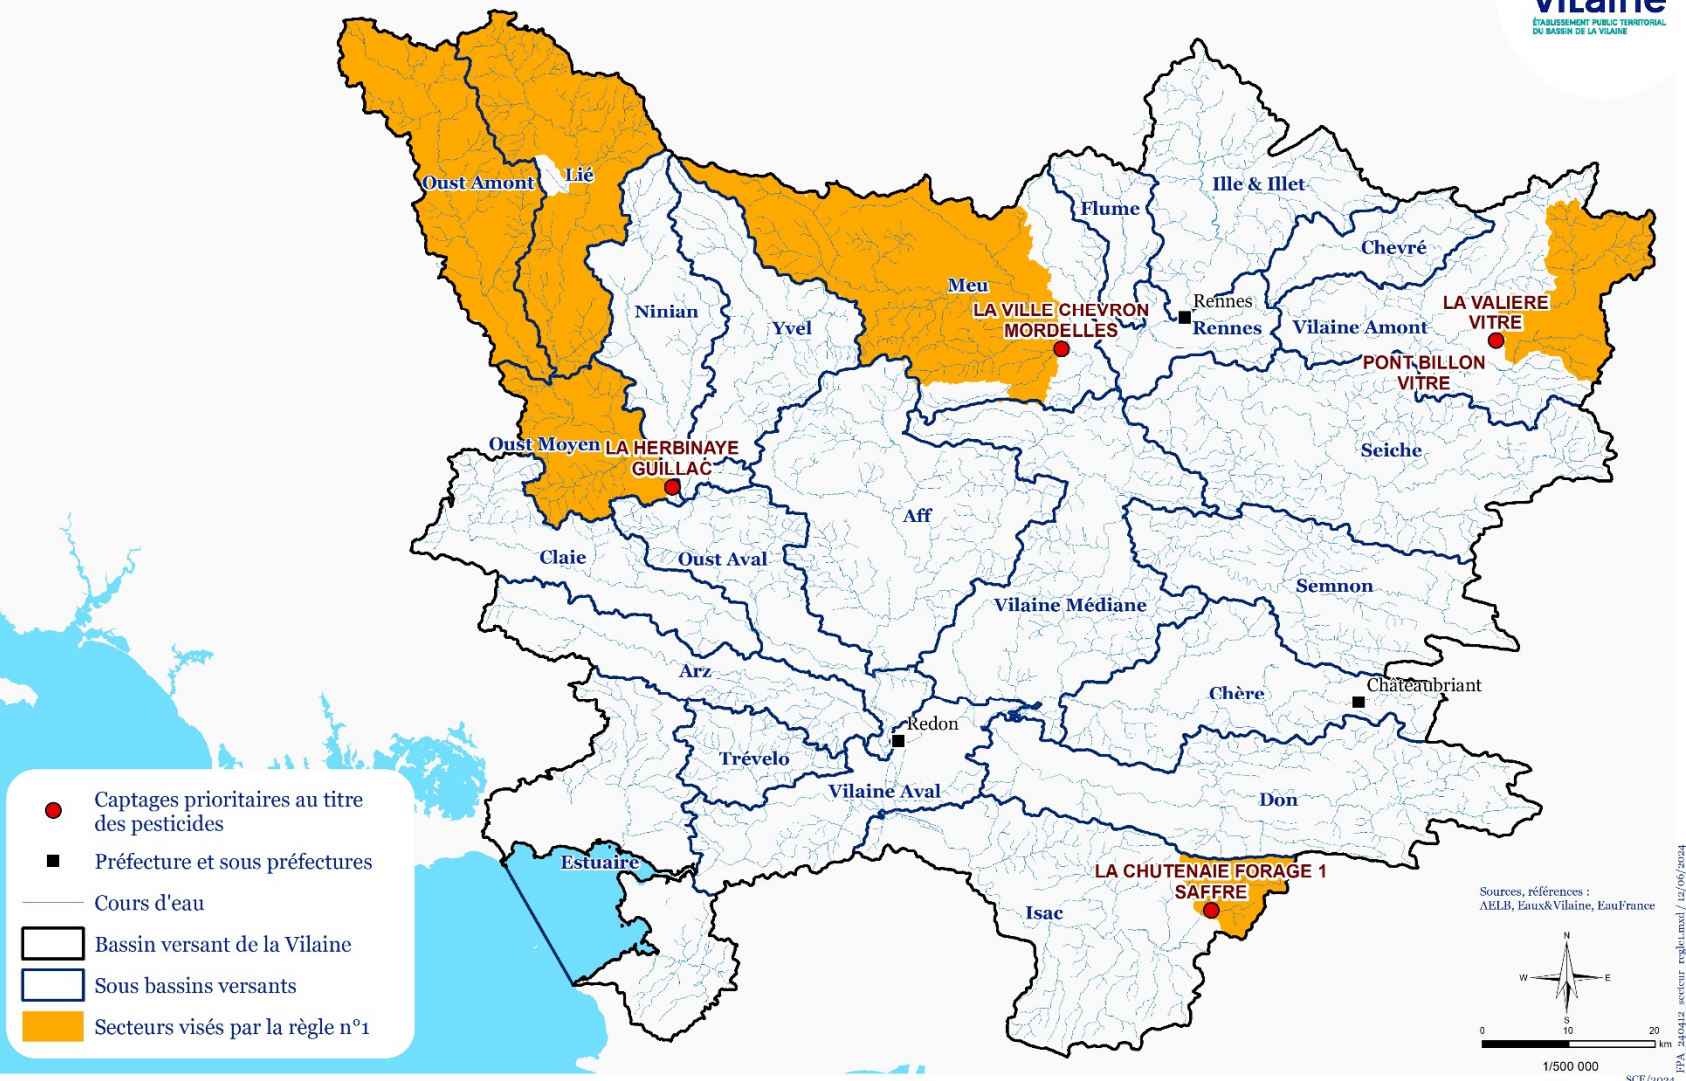 Vilaine
ÉTABLISSEMENT PUBLIC TERRITORIAL
DU BASSIN DE LA VILAINE
Oust Amont
Lié
Ille & Illet
Flume
Chevré
Meu
LA VILLE CHEVRON
MORDELLES
Rennes
Rennes
LA VALIERE
VITRE
Ninian
Yvel
Vilaine Amont
PONT BILLON
VITRE
Oust Moyen
LA HERBINAYE
GUILLAC
Seiche
Aff
Claie
Oust Aval
Semnon
Vilaine Médiane
Arz
Chère
Châteaubriant
Redon
Trévelo
Vilaine Aval
Don
Estuaire
LA CHUTENAIE FORAGE 1
SAFFRE
Isac
Captages prioritaires au titre
des pesticides
Préfecture et sous préfectures
Cours d'eau
Bassin versant de la Vilaine
Sous bassins versants
Secteurs visés par la règle n°1
Sources, références :
AELB, Eaux&Vilaine, EauFrance
N
W
E
S
0 10 20
km
1/500 000
FPA_240412_secteur_regle1.mxd / 12/06/2024